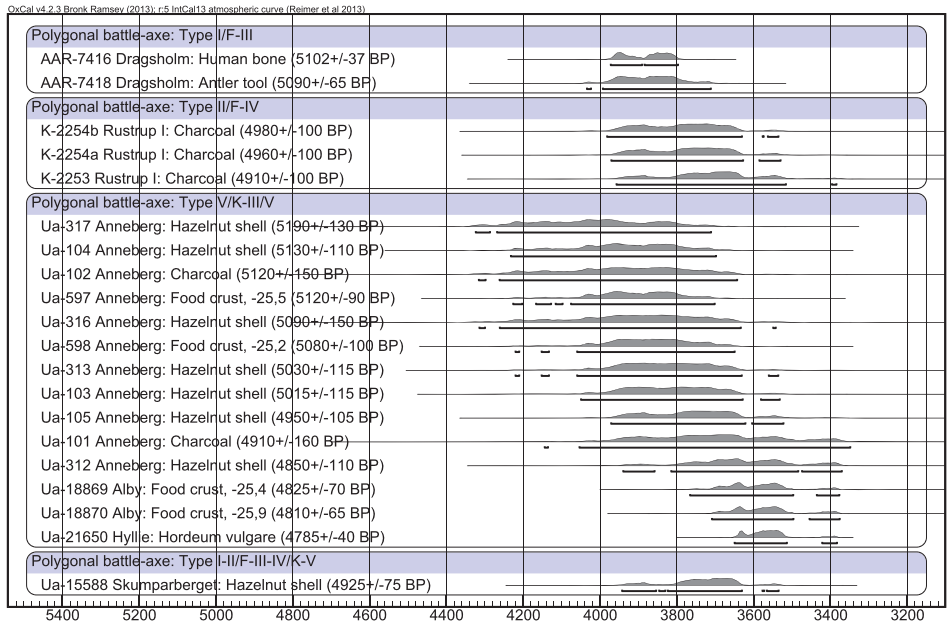 OxCal v4.2.3 Bronk Ramsey (2013); r:5 IntCal13 atmospheric curve (Reimer et al 2013)
Polygonal battle-axe: Type I/F-III
AAR-7416 Dragsholm: Human bone (5102+/-37 BP)
AAR-7418 Dragsholm: Antler tool (5090+/-65 BP)
Polygonal battle-axe: Type II/F-IV
K-2254b Rustrup I: Charcoal (4980+/-100 BP)
K-2254a Rustrup I: Charcoal (4960+/-100 BP)
K-2253 Rustrup I: Charcoal (4910+/-100 BP)
Polygonal battle-axe: Type V/K-III/V
Ua-317 Anneberg: Hazelnut shell (5190+/-130 BP)
Ua-104 Anneberg: Hazelnut shell (5130+/-110 BP)
Ua-102 Anneberg: Charcoal (5120+/-150 BP)
Ua-597 Anneberg: Food crust, -25,5 (5120+/-90 BP)
Ua-316 Anneberg: Hazelnut shell (5090+/-150 BP)
Ua-598 Anneberg: Food crust, -25,2 (5080+/-100 BP)
Ua-313 Anneberg: Hazelnut shell (5030+/-115 BP)
Ua-103 Anneberg: Hazelnut shell (5015+/-115 BP)
Ua-105 Anneberg: Hazelnut shell (4950+/-105 BP)
Ua-101 Anneberg: Charcoal (4910+/-160 BP)
Ua-312 Anneberg: Hazelnut shell (4850+/-110 BP)
Ua-18869 Alby: Food crust, -25,4 (4825+/-70 BP)
Ua-18870 Alby: Food crust, -25,9 (4810+/-65 BP)
Ua-21650 Hyllie: Hordeum vulgare (4785+/-40 BP)
Polygonal battle-axe: Type I-II/F-III-IV/K-V
Ua-15588 Skumparberget: Hazelnut shell (4925+/-75 BP)
5400 5200 5000 4800 4600 4400 4200 4000 3800 3600 3400 3200